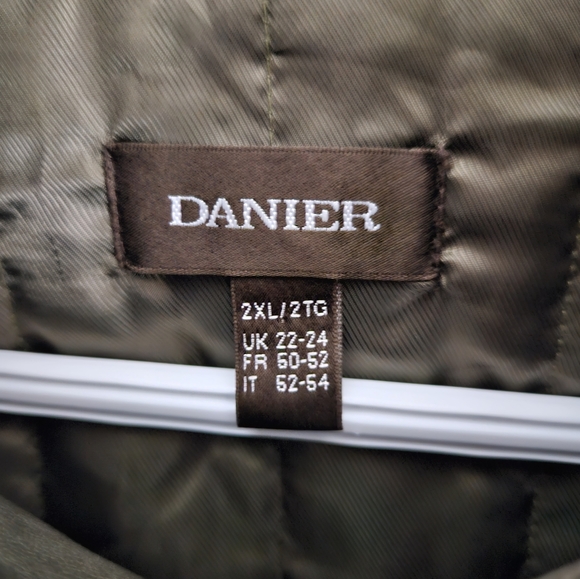 DANIER
2XL/2TG
UK 22-24
FR 50-52
IT 52-54